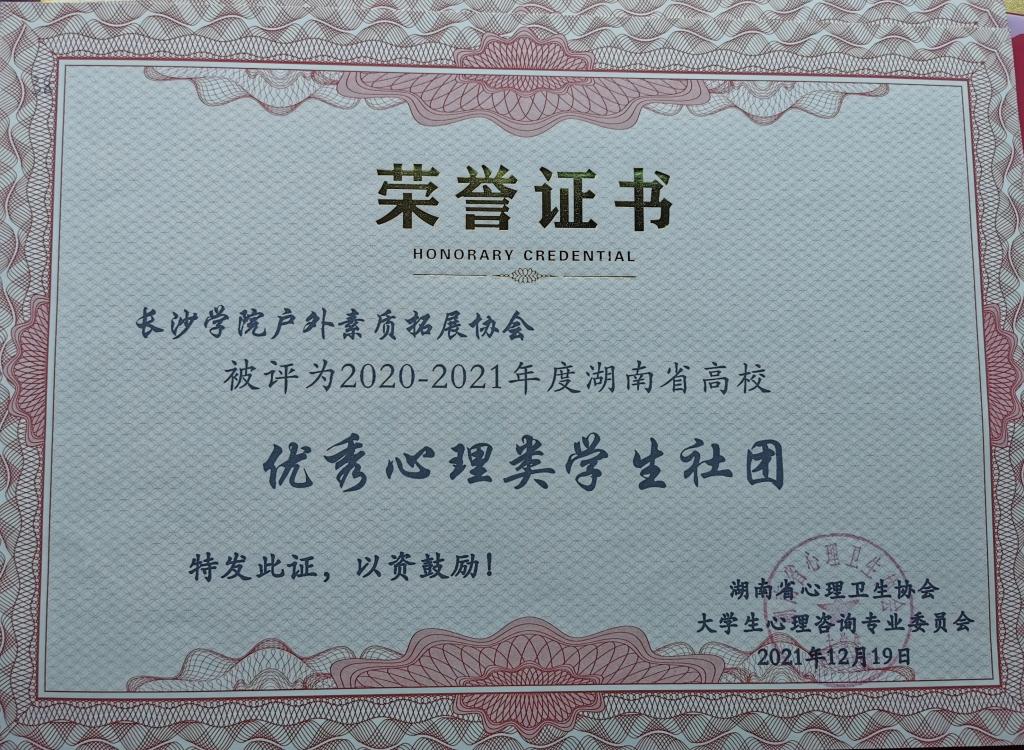 荣誉证书
HONORARY CREDENTIAL
长沙学院户外素质拓展协会
被评为2020-2021年度湖南省高校
优秀心理类学生社团
特发此证，以资鼓励！
湖南省心理卫生协会
大学生心理咨询专业委员会
2021年12月19日